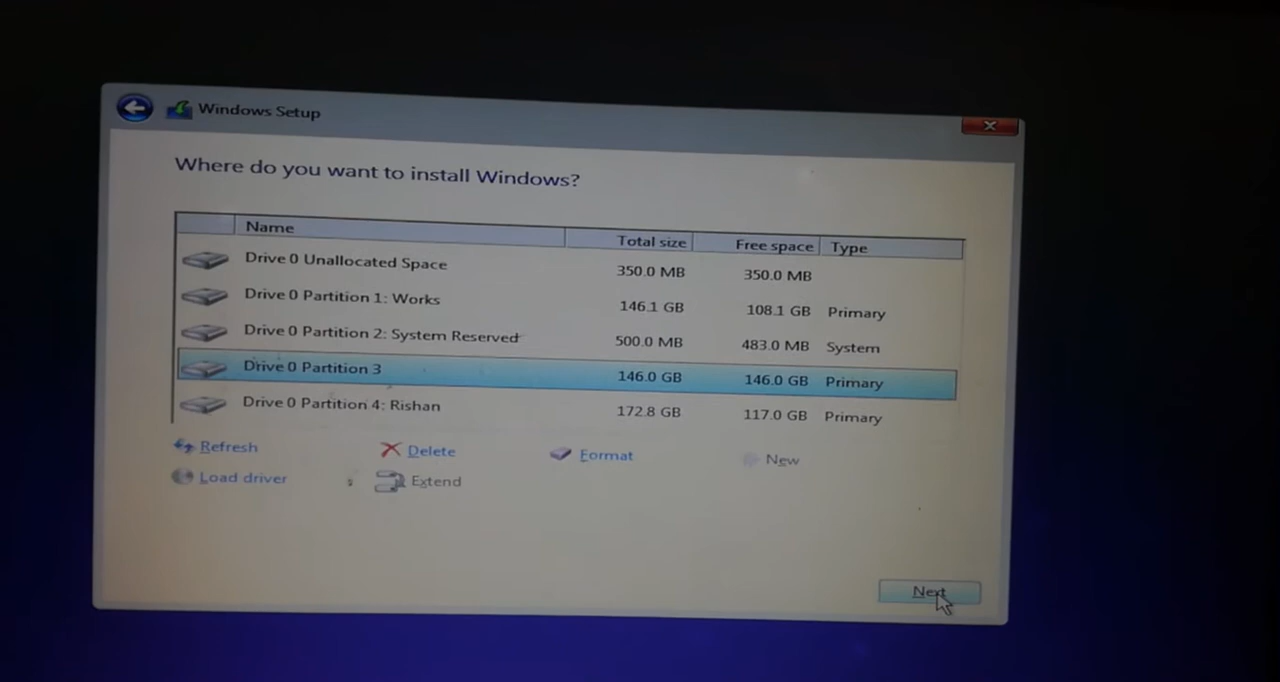 Windows Setup
Where do you want to install Windows?
Name Total size Free space Type
Drive 0 Unallocated Space 350.0 MB 350.0 MB
Drive 0 Partition 1: Works 146.1 GB 108.1 GB Primary
Drive 0 Partition 2: System Reserved 500.0 MB 483.0 MB System
Drive 0 Partition 3 146.0 GB 146.0 GB Primary
Drive 0 Partition 4: Rishan 172.8 GB 117.0 GB Primary
Refresh Delete Format New
Load driver Extend
Next